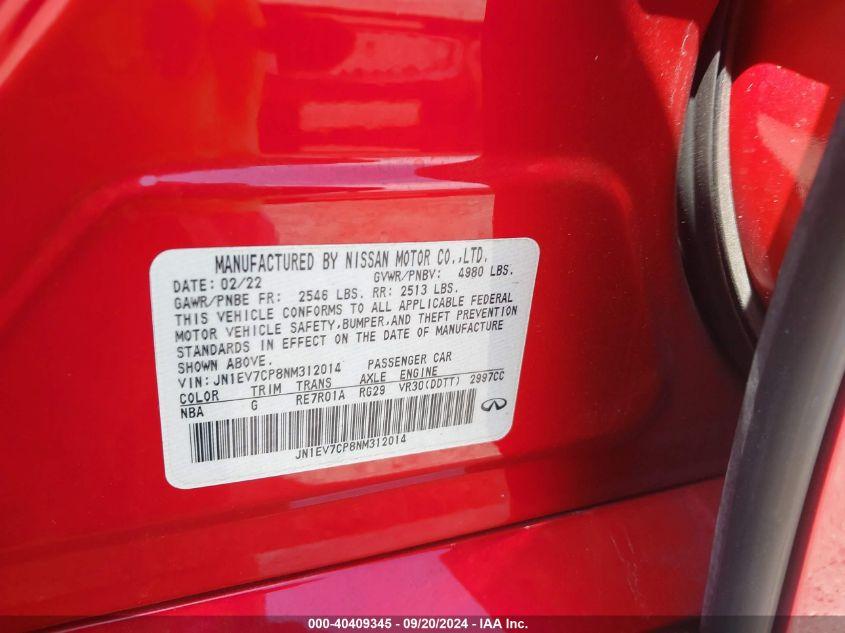 MANUFACTURED BY NISSAN MOTOR CO.,LTD.
DATE: 02/22 GVWR/PNBV: 4980 LBS.
GAWR/PNBE FR: 2546 LBS. RR: 2513 LBS.
THIS VEHICLE CONFORMS TO ALL APPLICABLE FEDERAL
MOTOR VEHICLE SAFETY,BUMPER,AND THEFT PREVENTION
STANDARDS IN EFFECT ON THE DATE OF MANUFACTURE
SHOWN ABOVE.
VIN:JN1EV7CP8NM312014 PASSENGER CAR
COLOR TRIM TRANS AXLE ENGINE
NBA G RE7R01A RG29 VR30(DDTT) 2997CC
JN1EV7CP8NM312014
000-40409345 - 09/20/2024 - IAA Inc.